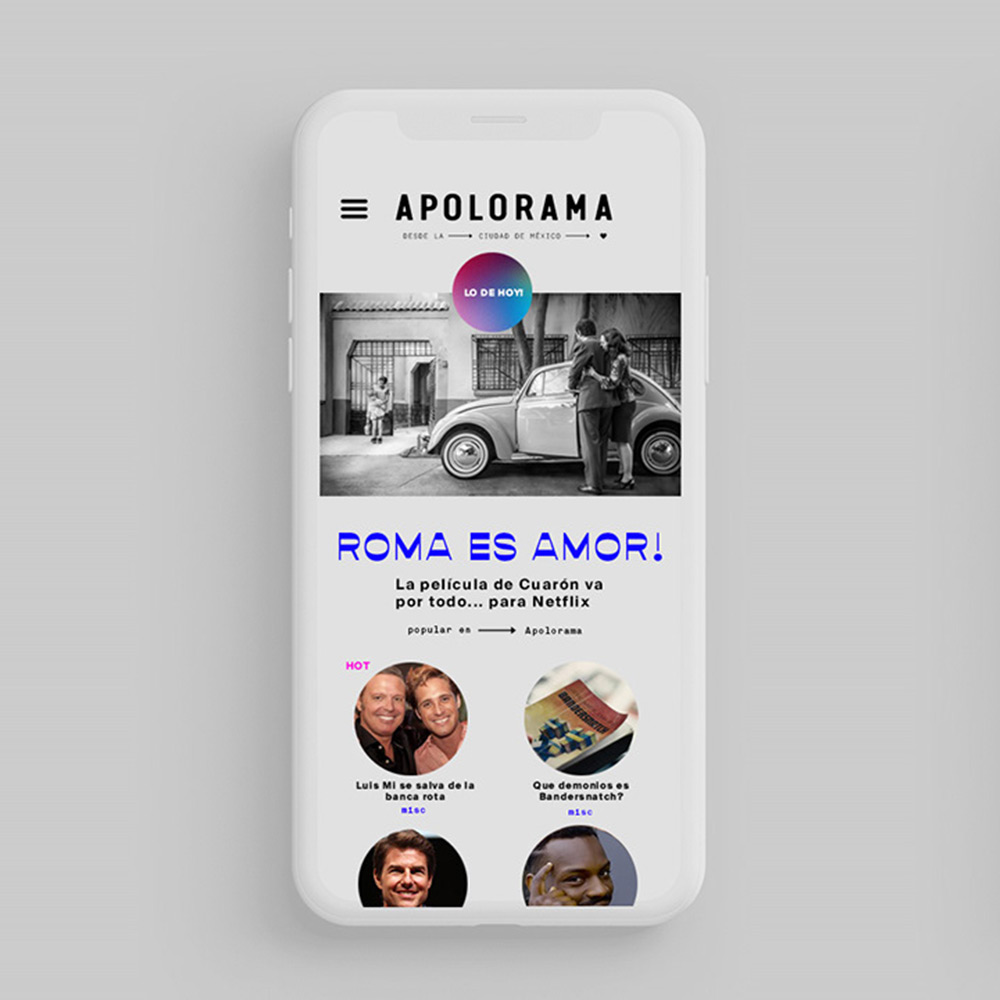 APOLORAMA
DESDE LA CIUDAD DE MÉXICO
LO DE HOY!
ROMA ES AMOR!
La película de Cuarón va
por todo... para Netflix
popular en Apolorama
HOT
Luis Mi se salva de la
banca rota
misc
BANDERSNATCH
Que demonios es
Bandersnatch?
misc